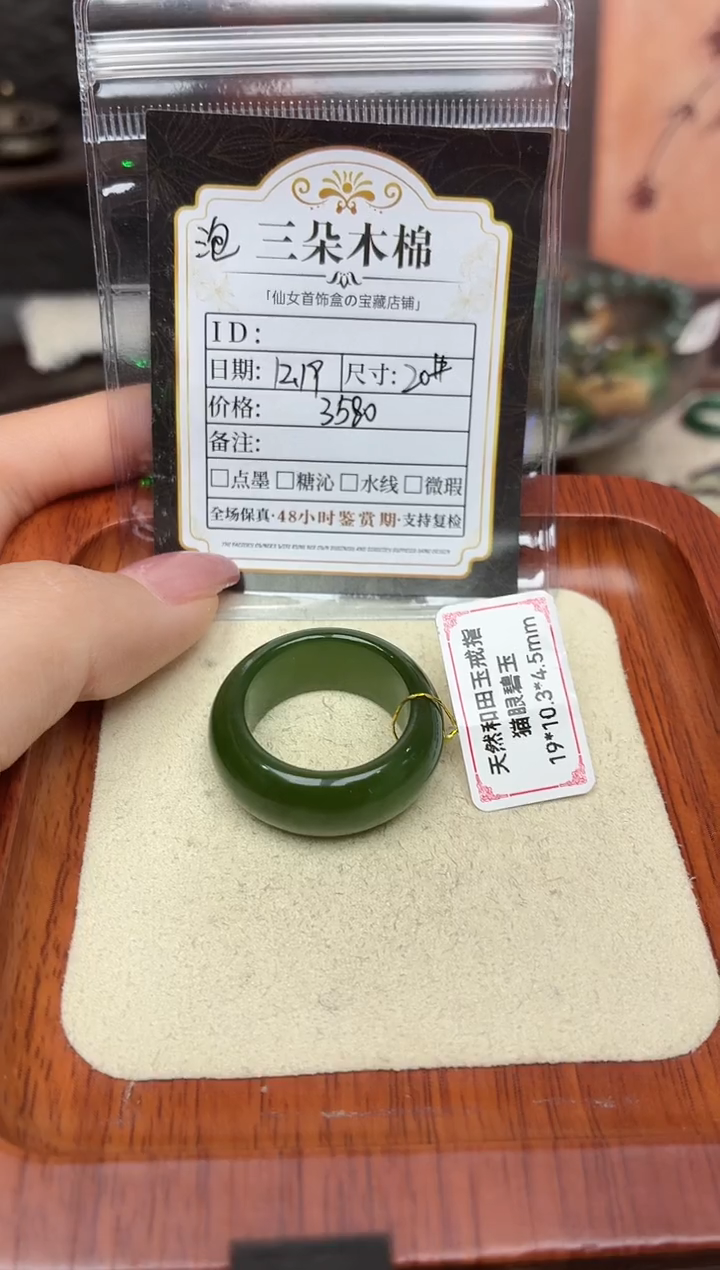 泡 三朵木棉
「仙女首饰盒の宝藏店铺」
ID:
日期: 12.19 尺寸: 20#
价格: 3580
备注:
□点墨 □糖沁 □水线 □微瑕
全场保真·48小时鉴赏期·支持复检
天然和田玉戒指
猫眼碧玉
19*10.3*4.5mm